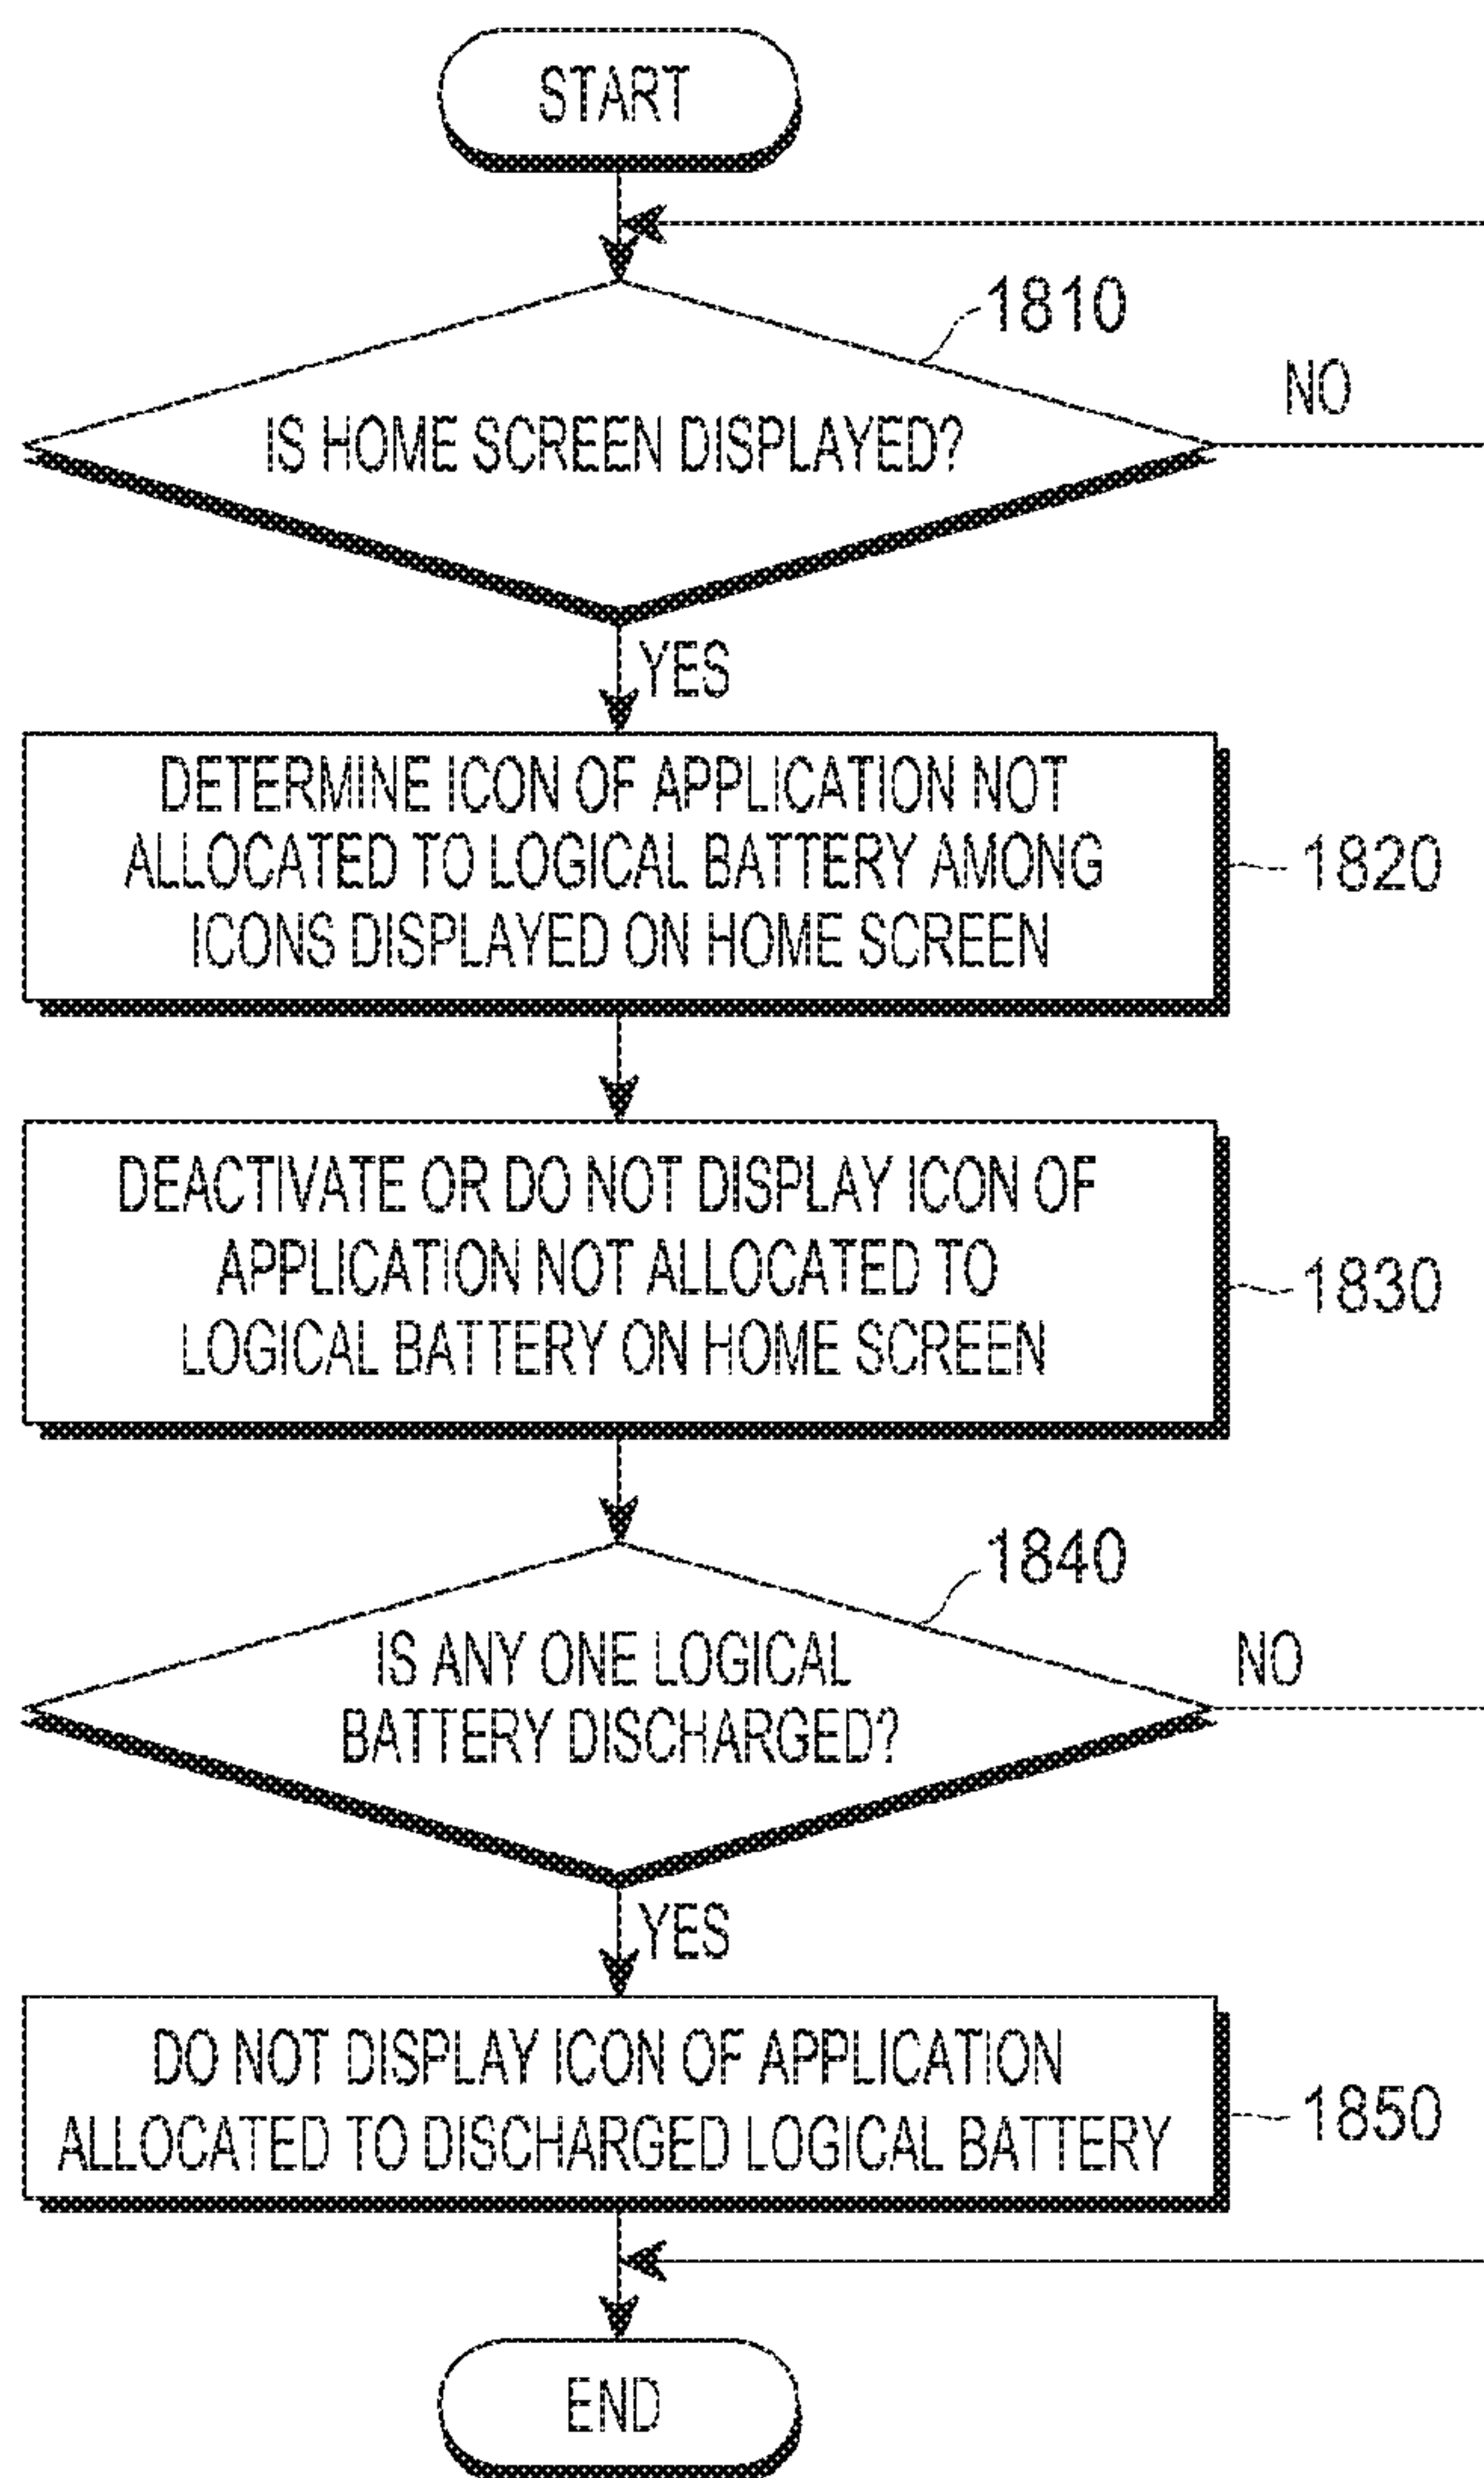 START
1810
NO
IS HOME SCREEN DISPLAYED?
YES
DETERMINE ICON OF APPLICATION NOT
ALLOCATED TO LOGICAL BATTERY AMONG
ICONS DISPLAYED ON HOME SCREEN
1820
DEACTIVATE OR DO NOT DISPLAY ICON OF
APPLICATION NOT ALLOCATED TO
LOGICAL BATTERY ON HOME SCREEN
1830
1840
NO
IS ANY ONE LOGICAL
BATTERY DISCHARGED?
YES
DO NOT DISPLAY ICON OF APPLICATION
ALLOCATED TO DISCHARGED LOGICAL BATTERY
1850
END